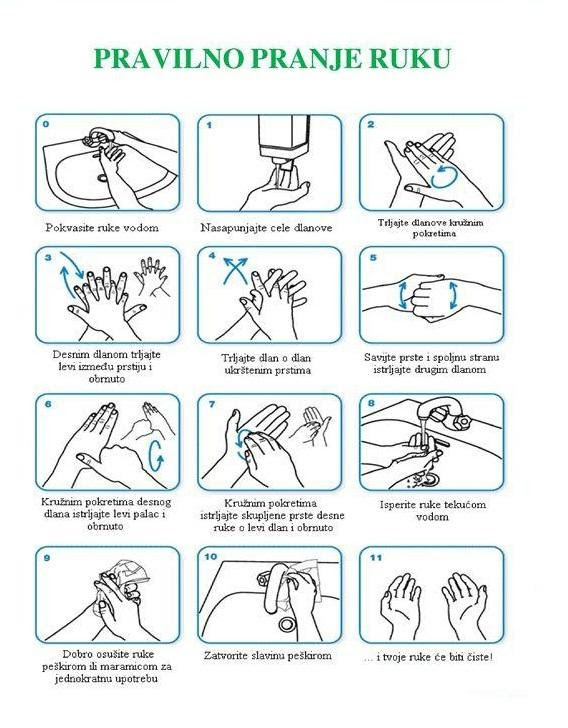 PRAVILNO PRANJE RUKU
0
Pokvasite ruke vodom
1
Nasapunjajte cele dlanove
2
Trljajte dlanove kružnim
pokretima
3
Desnim dlanom trljajte
levi između prstiju i
obrnuto
4
Trljajte dlan o dlan
ukrštenim prstima
5
Savijte prste i spoljnu stranu
istrljajte drugim dlanom
6
Kružnim pokretima desnog
dlana istrljajte levi palac i
obrnuto
7
Kružnim pokretima
istrljajte skupljene prste desne
ruke o levi dlan i obrnuto
8
Isperite ruke tekućom
vodom
9
Dobro osušite ruke
peškirom ili maramicom za
jednokratnu upotrebu
10
Zatvorite slavinu peškirom
11
... i tvoje ruke će biti čiste!